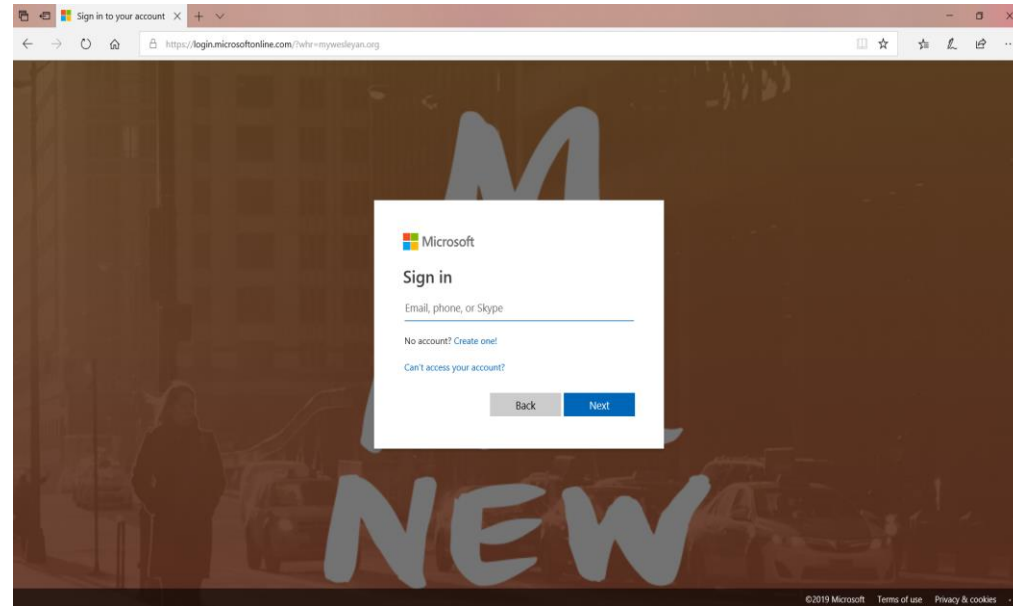 Sign in to your account
https://login.microsoftonline.com/?whr=mywesleyan.org
M
Microsoft
Sign in
Email, phone, or Skype
No account? Create one!
Can't access your account?
Back Next
NEW
©2019 Microsoft Terms of use Privacy & cookies